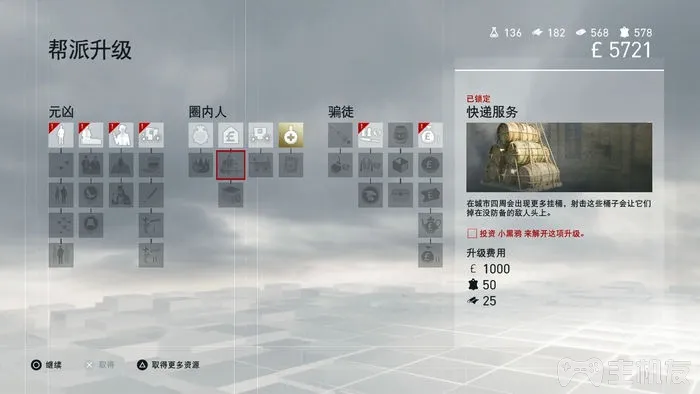 帮派升级
136 182 568 578
£ 5721
元凶
圈内人
骗徒
已锁定
快递服务
在城市四周会出现更多挂桶，射击这些桶子会让它们
掉在没防备的敌人头上。
投资 小黑鸦 来解开这项升级。
升级费用
£ 1000
50
25
继续 取得 取得更多资源
主机友